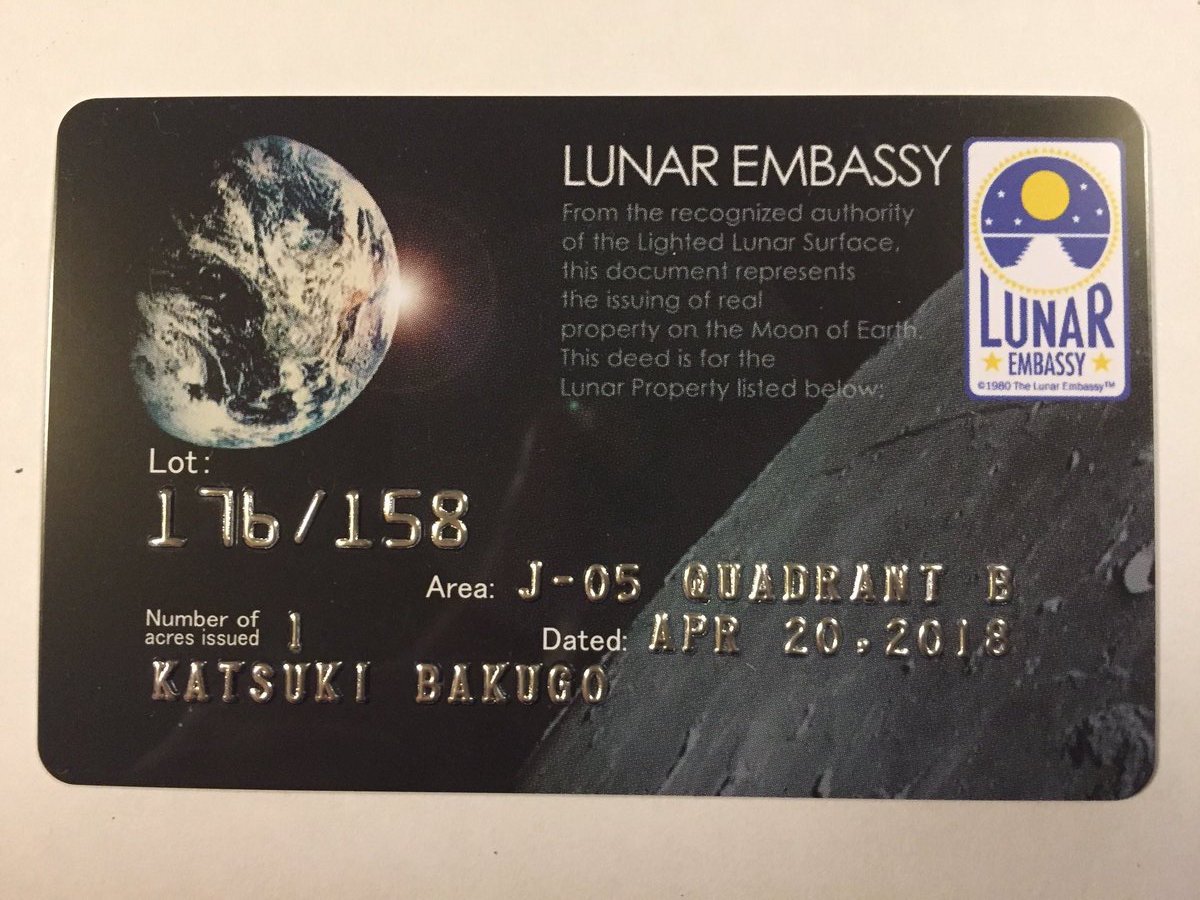 LUNAR EMBASSY
From the recognized authority
of the Lighted Lunar Surface,
this document represents
the issuing of real
property on the Moon of Earth.
This deed is for the
Lunar Property listed below:
LUNAR
EMBASSY
©1980 The Lunar Embassy™
Lot:
176/158
Area: J-05 QUADRANT B
Number of
acres issued 1
Dated: APR 20,2018
KATSUKI BAKUGO